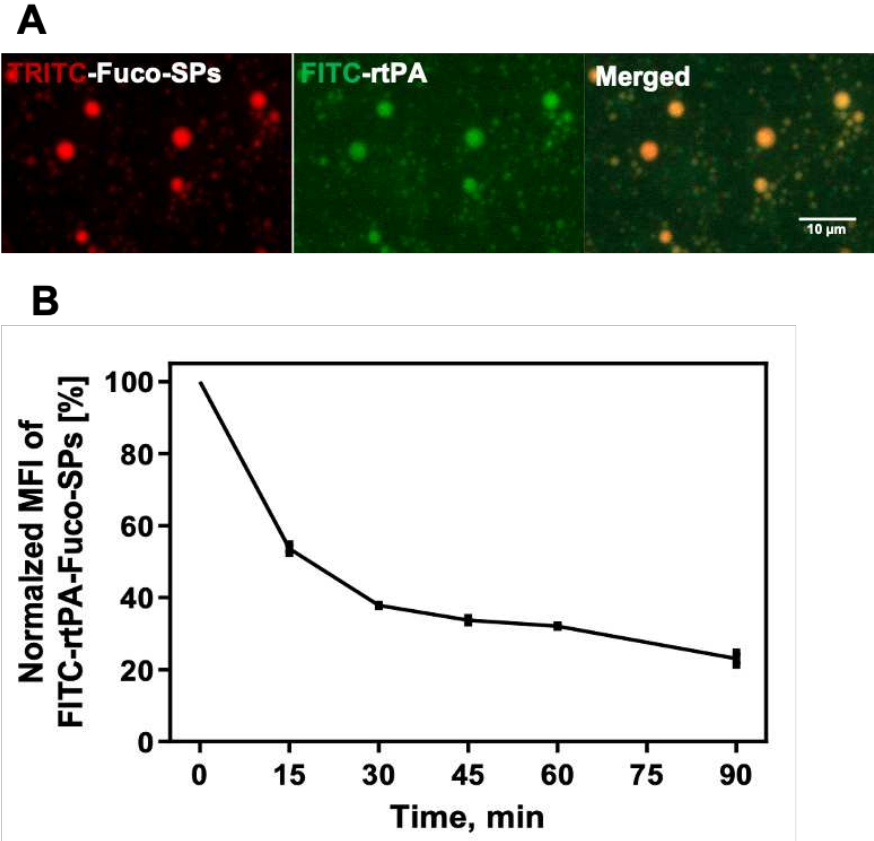 A
TRITC-Fuco-SPs
FITC-rtPA
Merged
10 µm
B
Normalzed MFI of
FITC-rtPA-Fuco-SPs [%]
100
80
60
40
20
0
0 15 30 45 60 75 90
Time, min